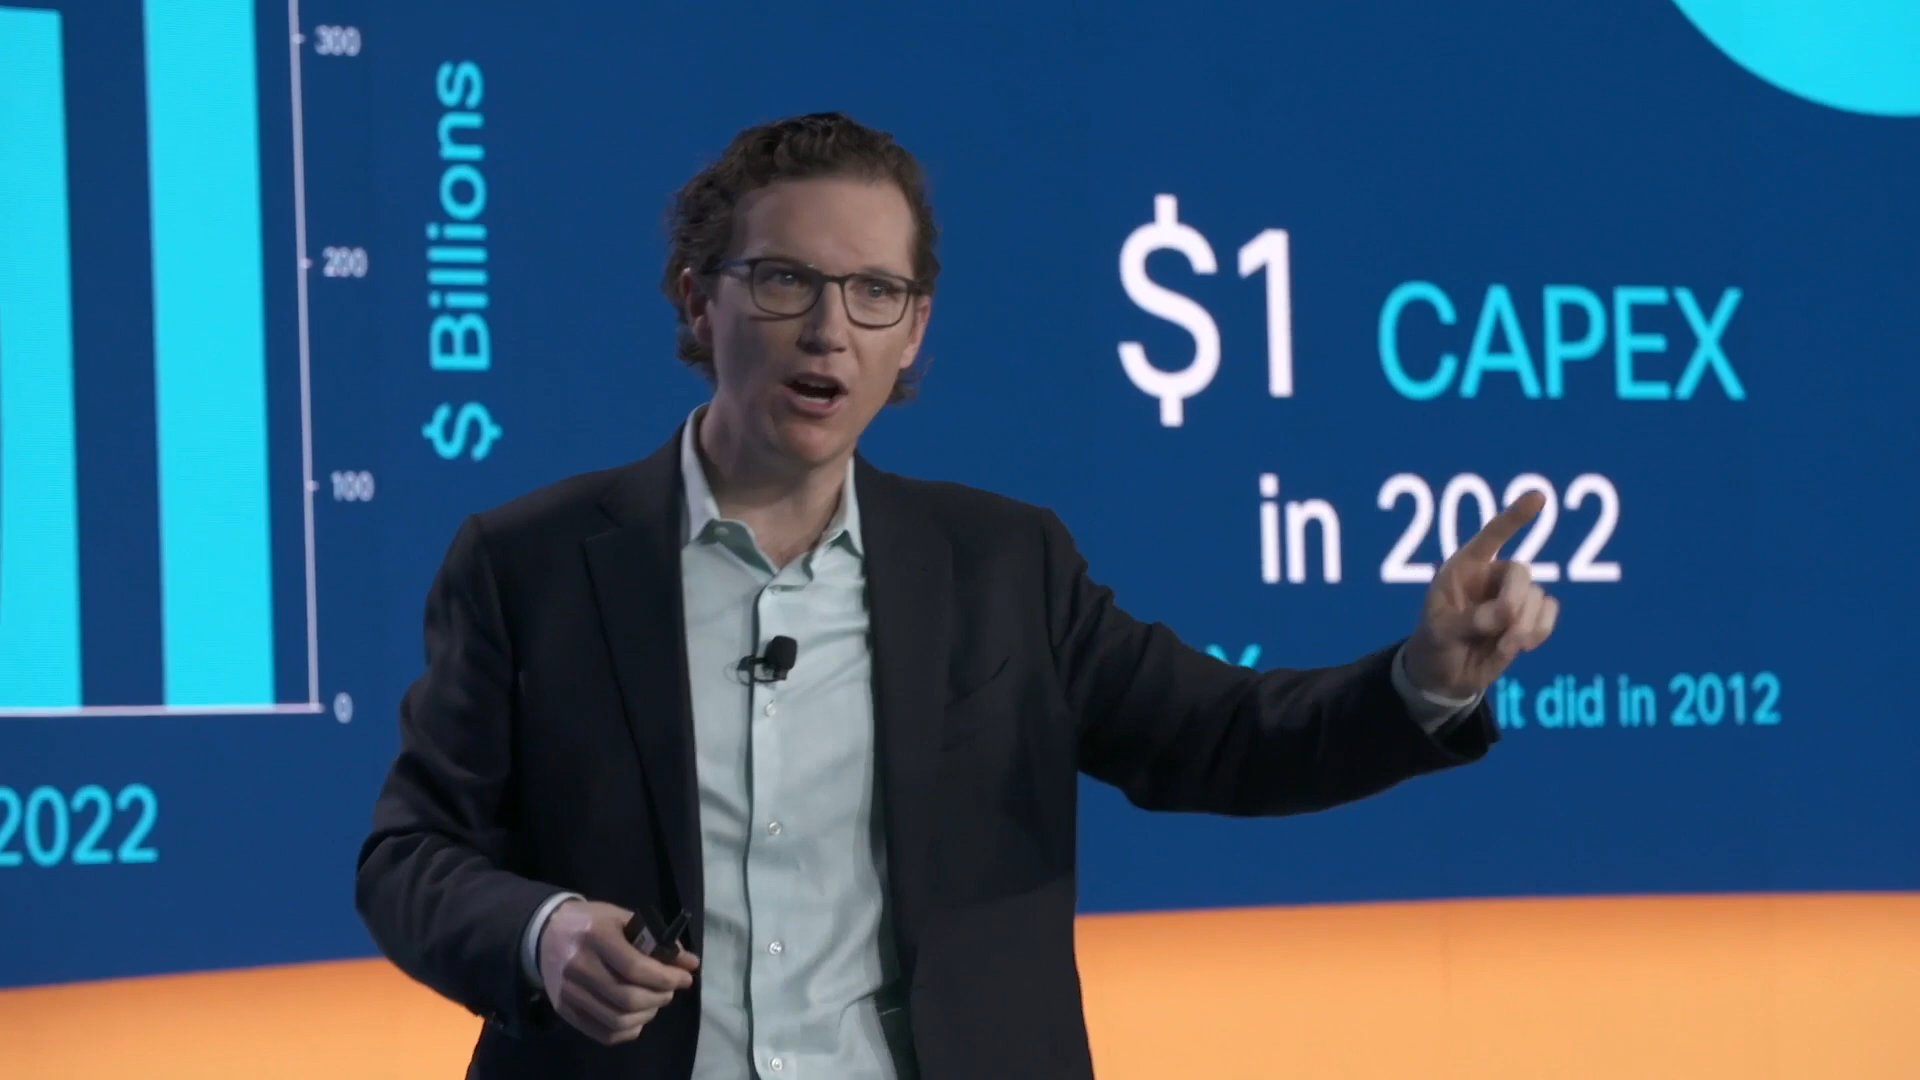 300
200
100
0
$ Billions
2022
$1 CAPEX
in 2022
it did in 2012